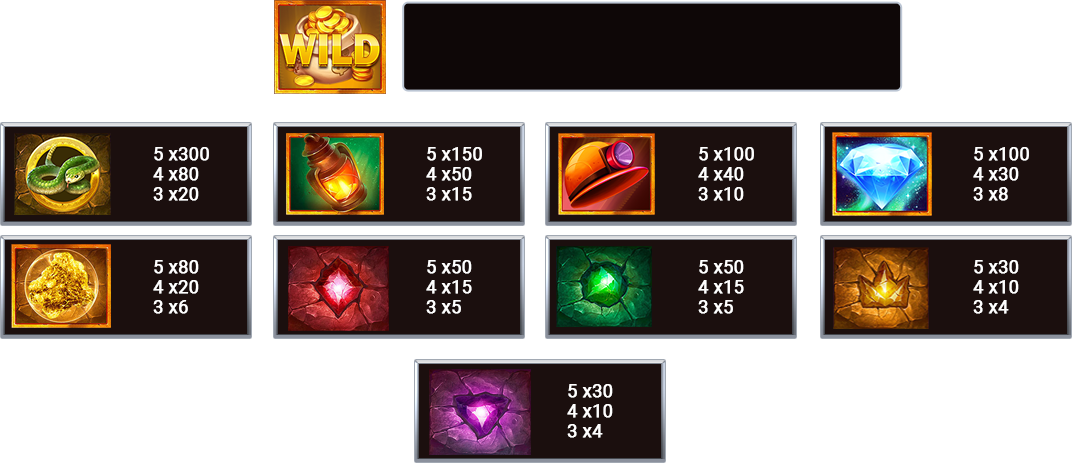 WILD
5 x300
4 x80
3 x20
5 x150
4 x50
3 x15
5 x100
4 x40
3 x10
5 x100
4 x30
3 x8
5 x80
4 x20
3 x6
5 x50
4 x15
3 x5
5 x50
4 x15
3 x5
5 x30
4 x10
3 x4
5 x30
4 x10
3 x4